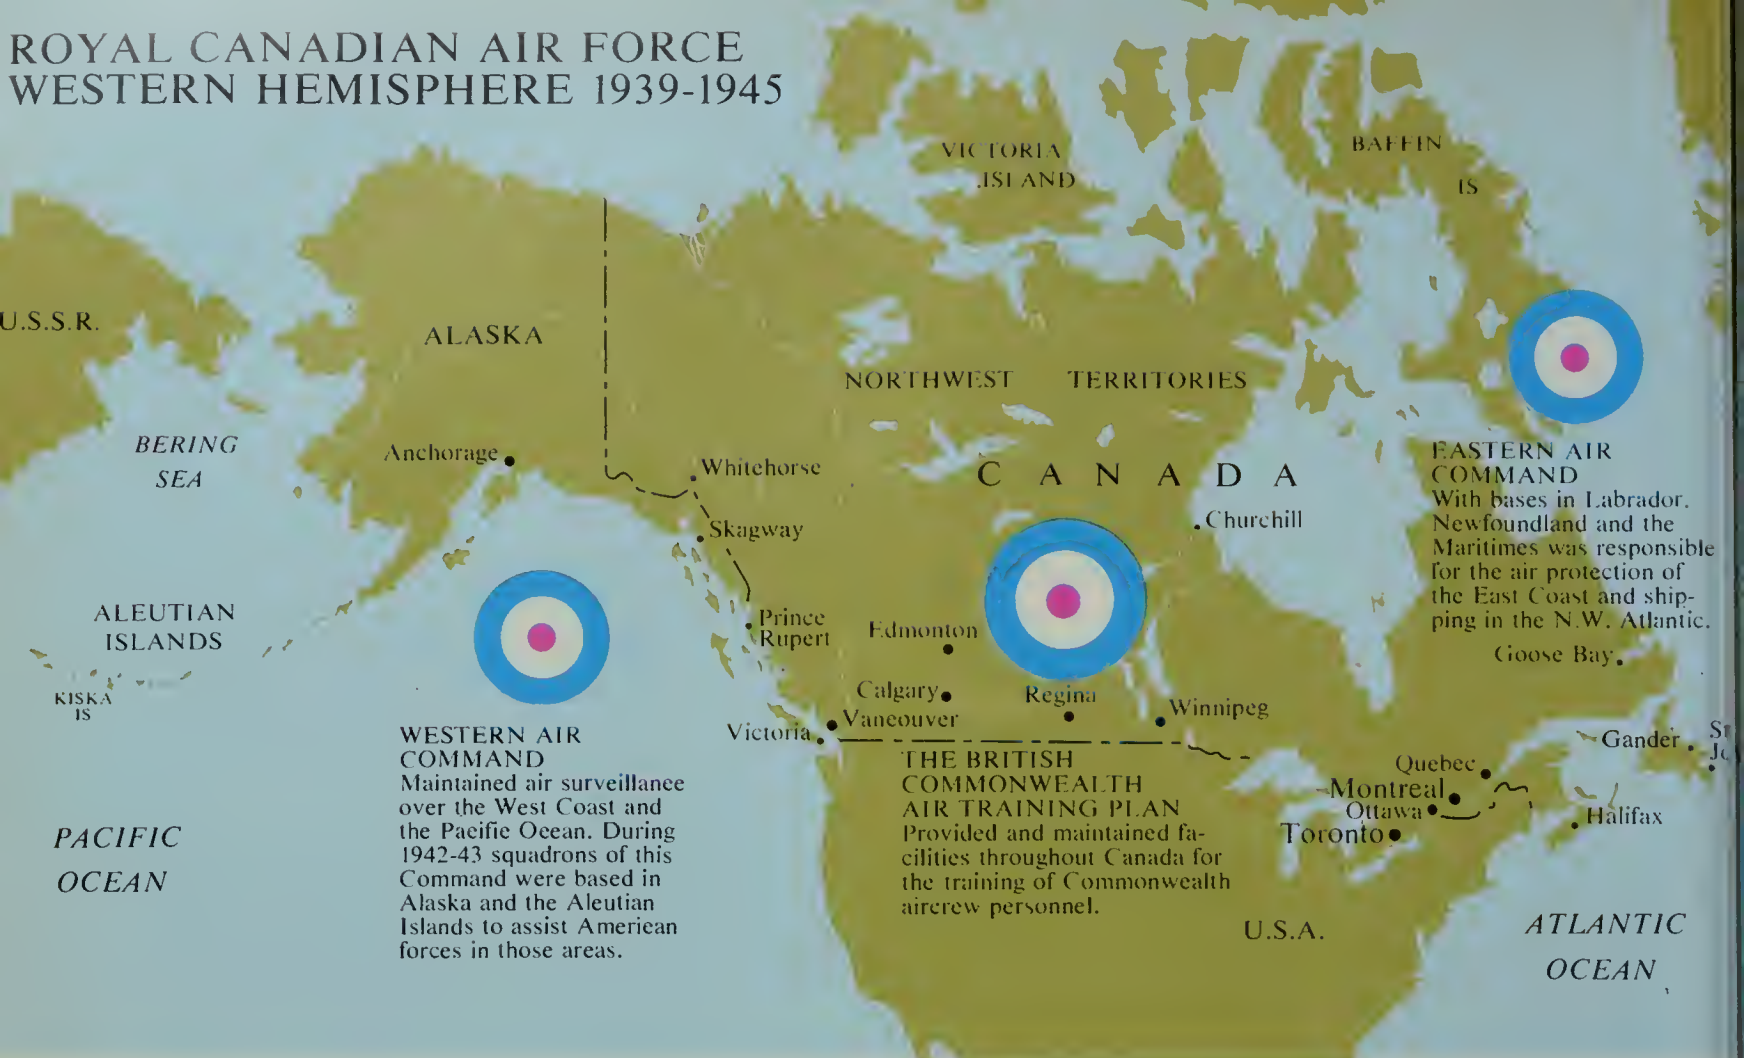 ROYAL CANADIAN AIR FORCE
WESTERN HEMISPHERE 1939-1945
VICTORIA
ISLAND
BAFFIN
IS
U.S.S.R.
ALASKA
NORTHWEST TERRITORIES
BERING
SEA
Anchorage
Whitehorse
CANADA
Skagway
Churchill
EASTERN AIR
COMMAND
With bases in Labrador,
Newfoundland and the
Maritimes was responsible
for the air protection of
the East Coast and ship-
ping in the N.W. Atlantic.
ALEUTIAN
ISLANDS
Prince
Rupert
Edmonton
Goose Bay
KISKA
IS
Calgary
Regina
Winnipeg
Vancouver
Victoria
WESTERN AIR
COMMAND
Maintained air surveillance
over the West Coast and
the Pacific Ocean. During
1942-43 squadrons of this
Command were based in
Alaska and the Aleutian
Islands to assist American
forces in those areas.
THE BRITISH
COMMONWEALTH
AIR TRAINING PLAN
Provided and maintained fa-
cilities throughout Canada for
the training of Commonwealth
aircrew personnel.
Gander
Quebec
Montreal
Ottawa
Toronto
Halifax
PACIFIC
OCEAN
U.S.A.
ATLANTIC
OCEAN